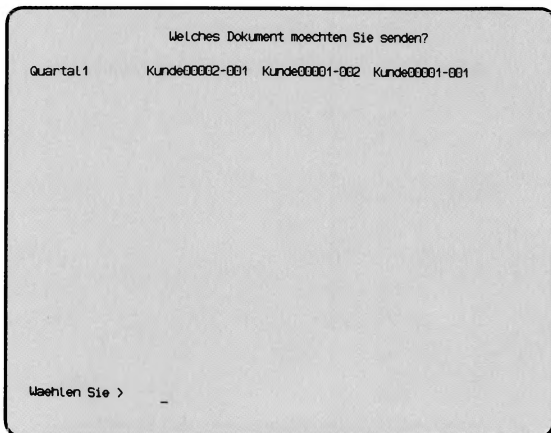 Welches Dokument moechten Sie senden?
Quartal1 Kunde00002-001 Kunde00001-002 Kunde00001-001
Waehlen Sie > _